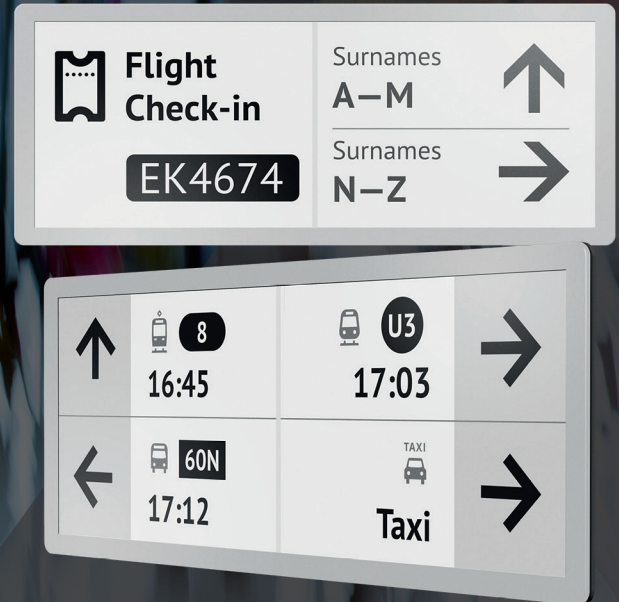 Flight
Check-in
EK4674
Surnames
A–M
Surnames
N–Z
8
16:45
U3
17:03
60N
17:12
TAXI
Taxi